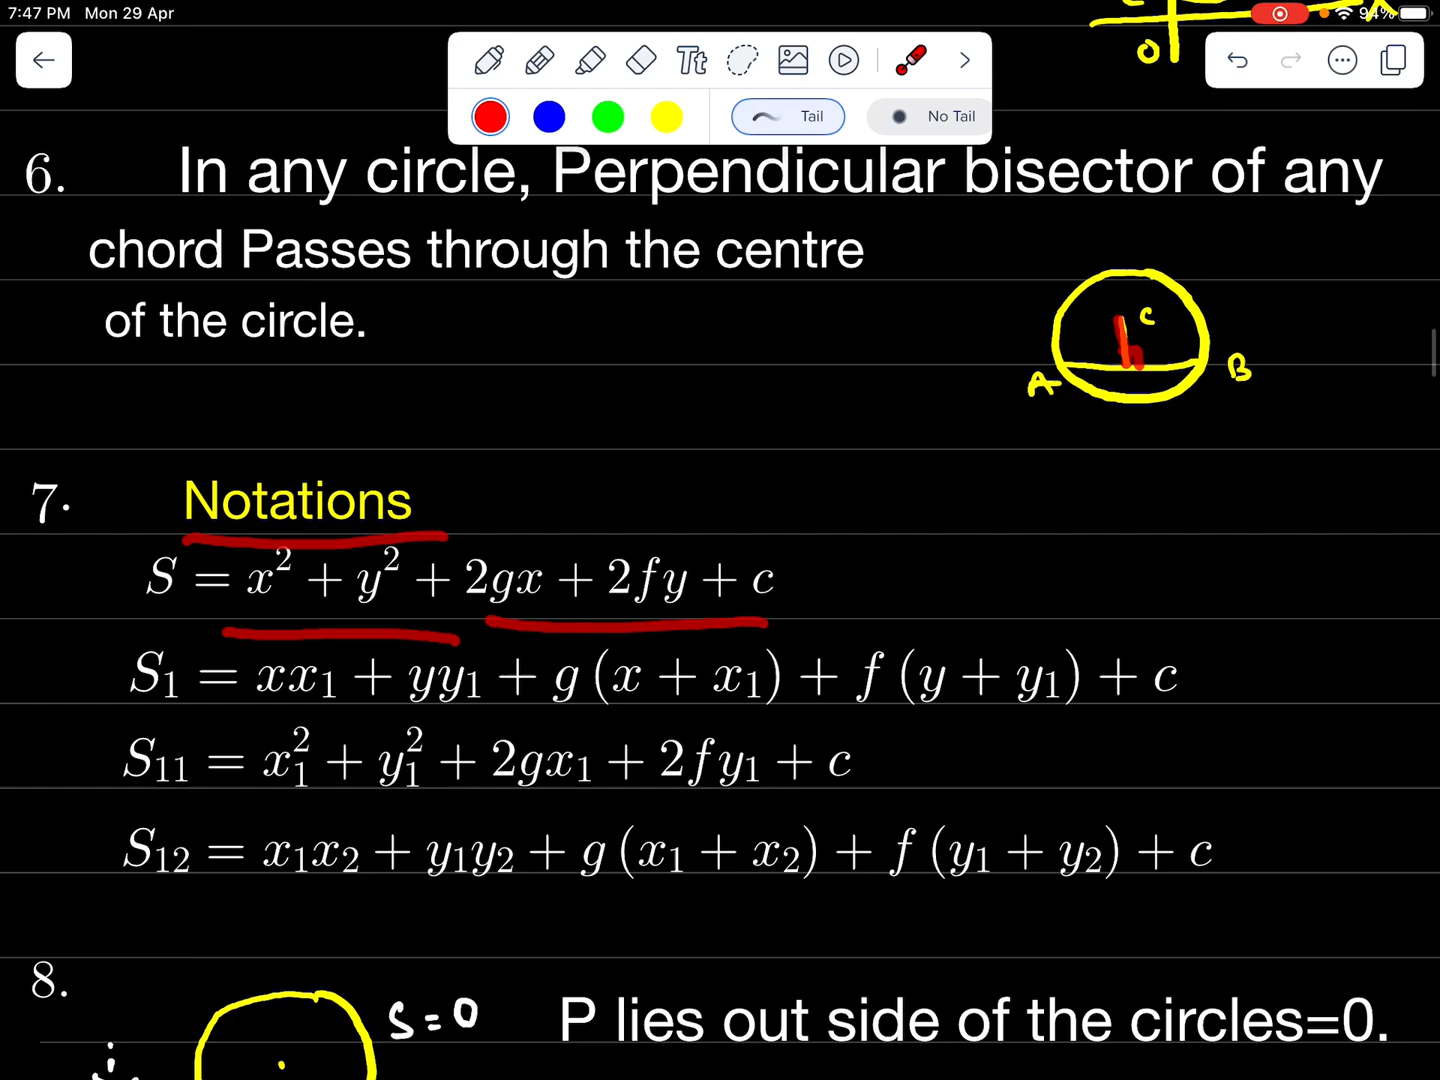 7:47 PM Mon 29 Apr
94%
0
Tt
Tail
No Tail
6. In any circle, Perpendicular bisector of any
chord Passes through the centre
of the circle.
C
A
B
7. Notations
S = x² + y² + 2gx + 2fy + c
S₁ = xx₁ + yy₁ + g (x + x₁) + f (y + y₁) + c
S₁₁ = x₁² + y₁² + 2gx₁ + 2fy₁ + c
S₁₂ = x₁x₂ + y₁y₂ + g (x₁ + x₂) + f (y₁ + y₂) + c
8.
S = 0
P lies out side of the circles=0.